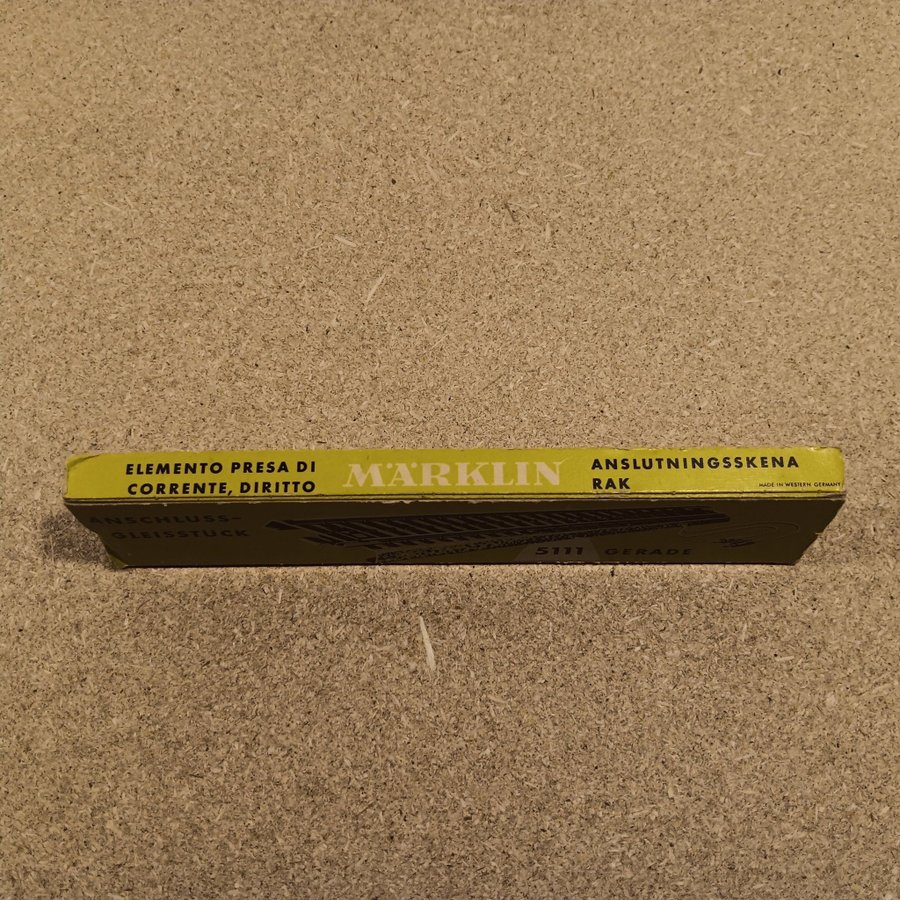 ELEMENTO PRESA DI
CORRENTE, DIRITTO
MÄRKLIN
ANSLUTNINGSSKENA
RAK
MADE IN WESTERN GERMANY
ANSCHLUSS-
GLEISSTÜCK
5111 GERADE